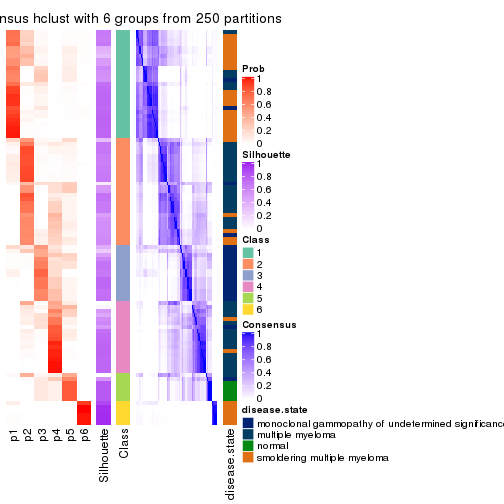 nsus hclust with 6 groups from 250 partitions
Prob
1
0.8
0.6
0.4
0.2
0
Silhouette
1
0.8
0.6
0.4
0.2
0
Class
1
2
3
4
5
6
Consensus
1
0.8
0.6
0.4
0.2
0
disease.state
monoclonal gammopathy of undetermined significanc
multiple myeloma
normal
smoldering multiple myeloma
p1
p2
p3
p4
p5
p6
Silhouette
Class
disease.state